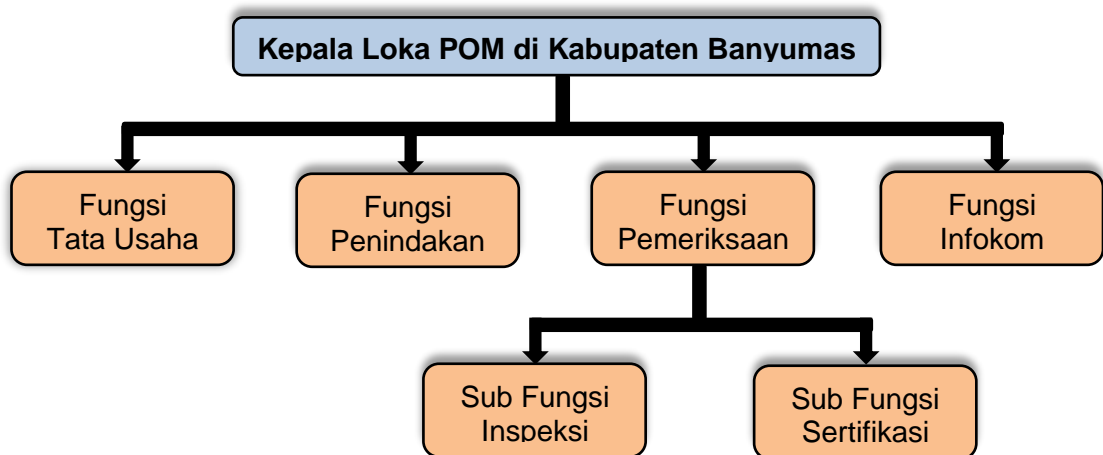 Kepala Loka POM di Kabupaten Banyumas
Fungsi
Tata Usaha
Fungsi
Penindakan
Fungsi
Pemeriksaan
Fungsi
Infokom
Sub Fungsi
Inspeksi
Sub Fungsi
Sertifikasi